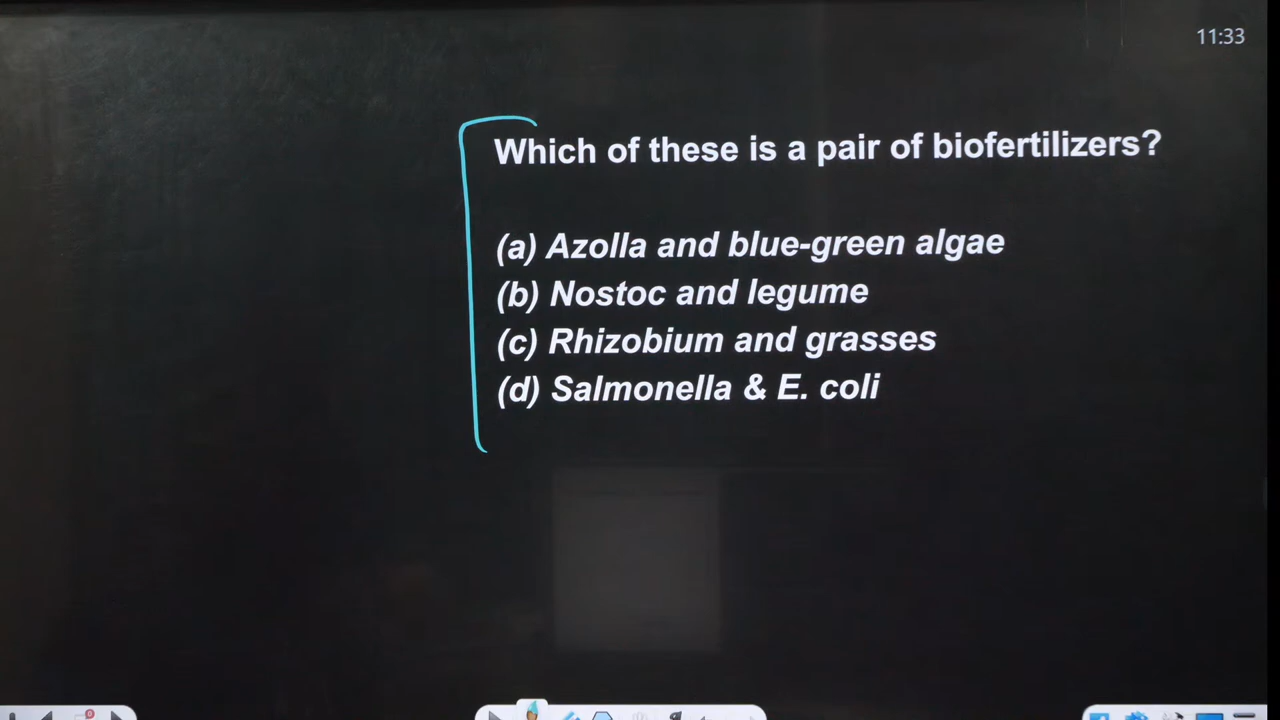 11:33
Which of these is a pair of biofertilizers?
(a) Azolla and blue-green algae
(b) Nostoc and legume
(c) Rhizobium and grasses
(d) Salmonella & E. coli